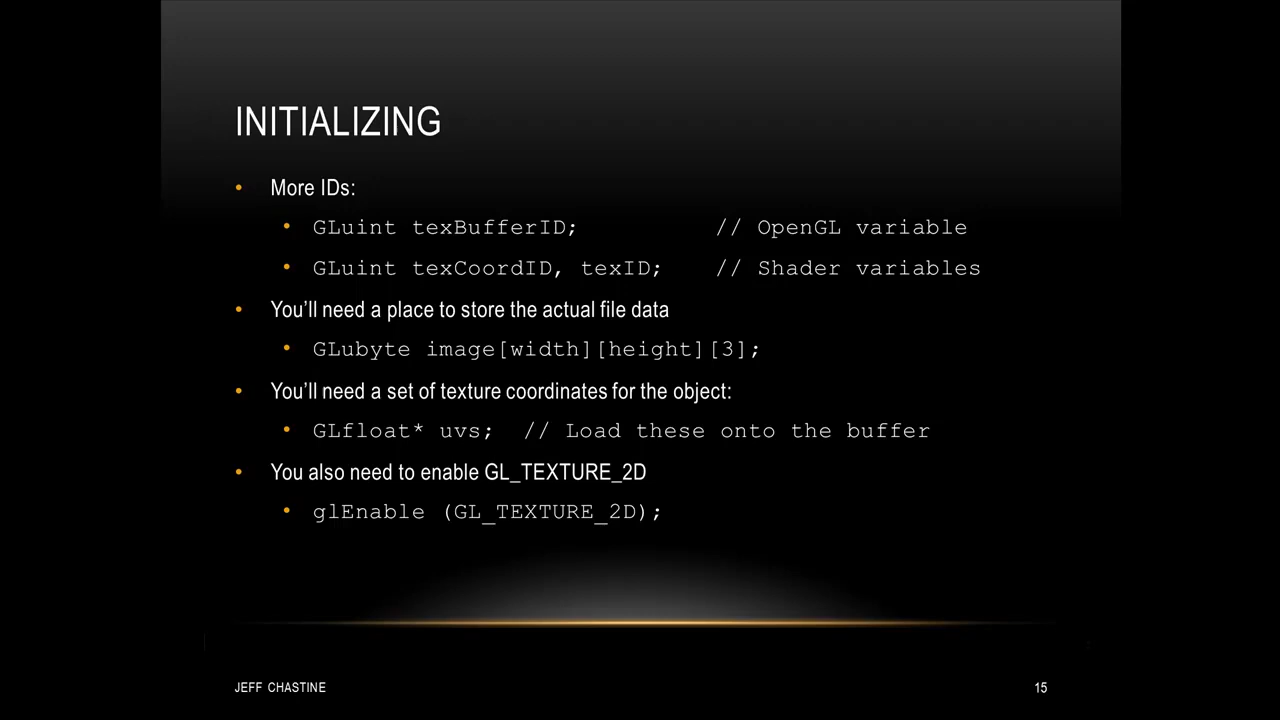 INITIALIZING
• More IDs:
• GLuint texBufferID; // OpenGL variable
• GLuint texCoordID, texID; // Shader variables
• You’ll need a place to store the actual file data
• GLubyte image[width][height][3];
• You’ll need a set of texture coordinates for the object:
• GLfloat* uvs; // Load these onto the buffer
• You also need to enable GL_TEXTURE_2D
• glEnable (GL_TEXTURE_2D);
JEFF CHASTINE 15